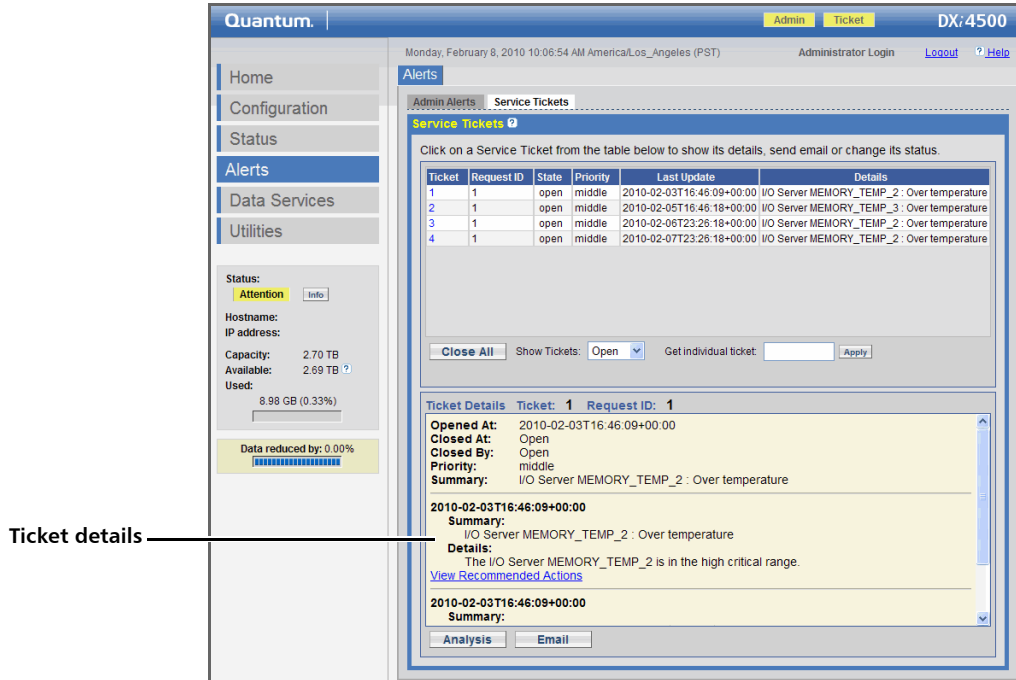 Quantum.
Admin Ticket DXi4500
Monday, February 8, 2010 10:06:54 AM America/Los_Angeles (PST) Administrator Login Logout ? Help
Home
Configuration
Status
Alerts
Data Services
Utilities
Status:
Attention Info
Hostname:
IP address:
Capacity: 2.70 TB
Available: 2.69 TB ?
Used:
8.98 GB (0.33%)
Data reduced by: 0.00%
Alerts
Admin Alerts Service Tickets
Service Tickets ?
Click on a Service Ticket from the table below to show its details, send email or change its status.
Ticket Request ID State Priority Last Update Details
1 1 open middle 2010-02-03T16:46:09+00:00 I/O Server MEMORY_TEMP_2 : Over temperature
2 1 open middle 2010-02-05T16:46:18+00:00 I/O Server MEMORY_TEMP_3 : Over temperature
3 1 open middle 2010-02-06T23:26:18+00:00 I/O Server MEMORY_TEMP_2 : Over temperature
4 1 open middle 2010-02-07T23:26:18+00:00 I/O Server MEMORY_TEMP_2 : Over temperature
Close All Show Tickets: Open Get individual ticket: Apply
Ticket Details Ticket: 1 Request ID: 1
Opened At: 2010-02-03T16:46:09+00:00
Closed At: Open
Closed By: Open
Priority: middle
Summary: I/O Server MEMORY_TEMP_2 : Over temperature
2010-02-03T16:46:09+00:00
Summary:
I/O Server MEMORY_TEMP_2 : Over temperature
Details:
The I/O Server MEMORY_TEMP_2 is in the high critical range.
View Recommended Actions
2010-02-03T16:46:09+00:00
Summary:
Analysis Email
Ticket details